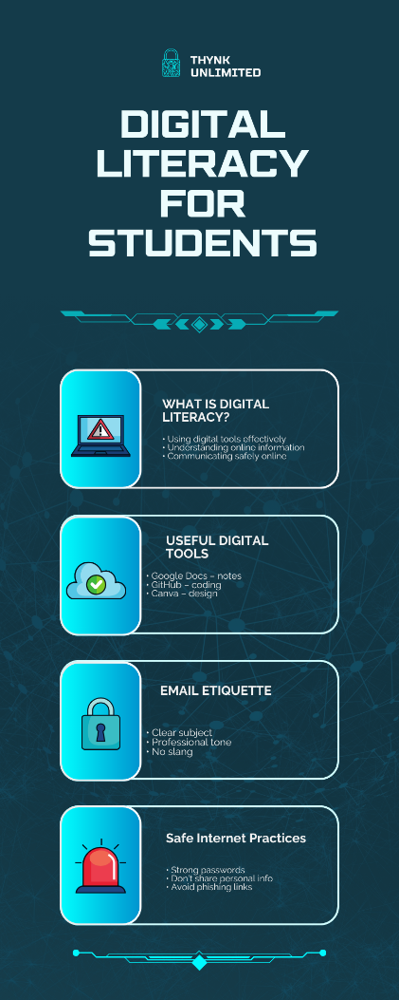 THYNK
UNLIMITED
DIGITAL
LITERACY
FOR
STUDENTS
WHAT IS DIGITAL
LITERACY?
• Using digital tools effectively
• Understanding online information
• Communicating safely online
USEFUL DIGITAL
TOOLS
• Google Docs – notes
• GitHub – coding
• Canva – design
EMAIL ETIQUETTE
• Clear subject
• Professional tone
• No slang
Safe Internet Practices
• Strong passwords
• Don't share personal info
• Avoid phishing links